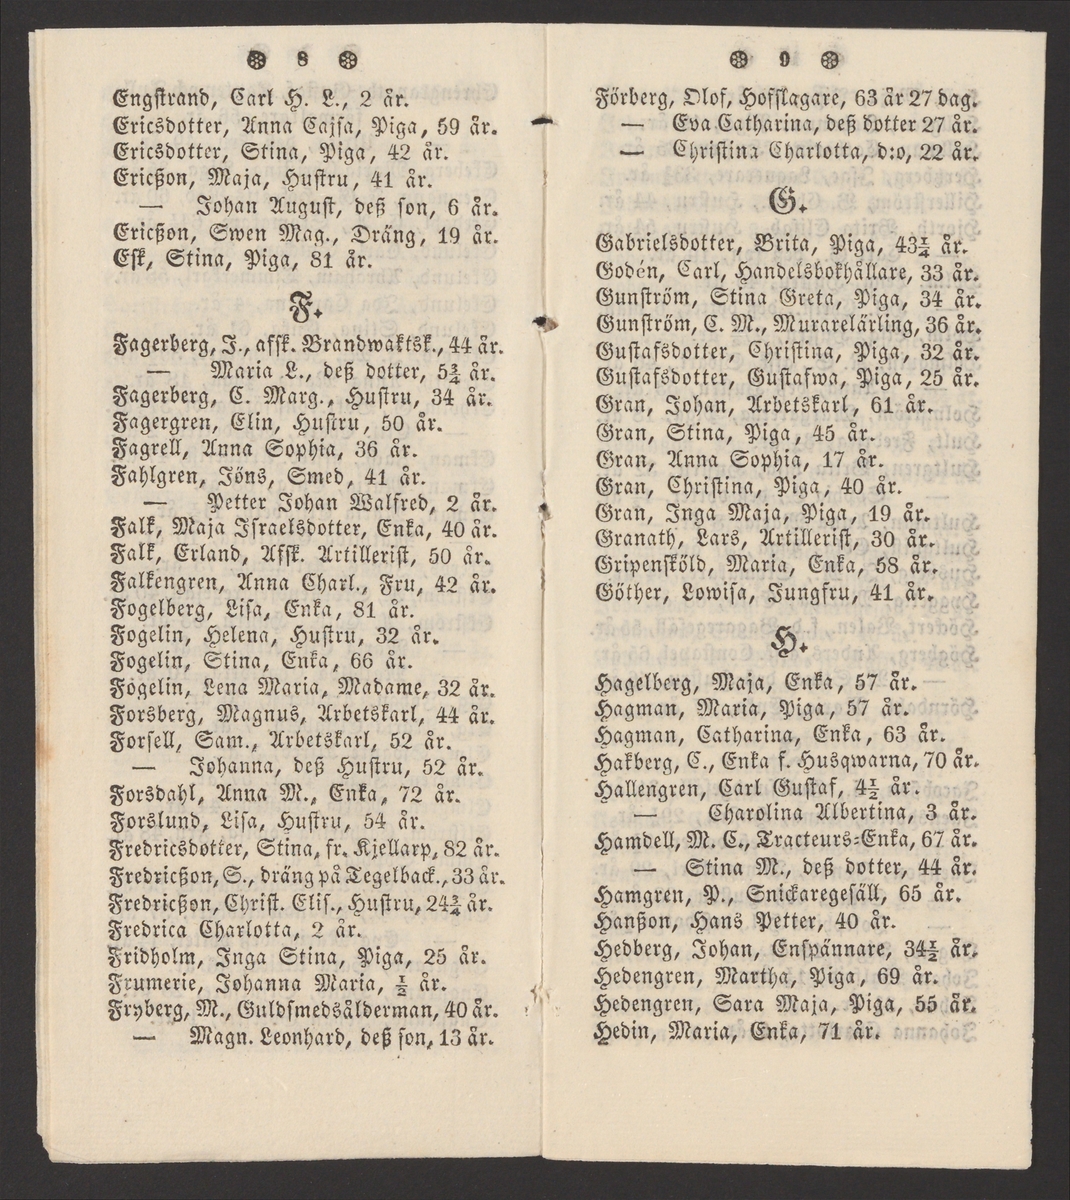 8
Engstrand, Carl H. L., 2 år.
Ericsdotter, Anna Cajsa, Piga, 59 år.
Ericsdotter, Stina, Piga, 42 år.
Ericßon, Maja, Hustru, 41 år.
— Johan August, deß son, 6 år.
Ericßon, Swen Mag., Dräng, 19 år.
Esk, Stina, Piga, 81 år.
F.
Fagerberg, J., afsk. Brandwaktsk., 44 år.
— Maria L., deß dotter, 5¾ år.
Fagerberg, C. Marg., Hustru, 34 år.
Fagergren, Elin, Hustru, 50 år.
Fagrell, Anna Sophia, 36 år.
Fahlgren, Jöns, Smed, 41 år.
— Petter Johan Walfred, 2 år.
Falk, Maja Israelsdotter, Enka, 40 år.
Falk, Erland, Afsk. Artillerist, 50 år.
Falkengren, Anna Charl., Fru, 42 år.
Fogelberg, Lisa, Enka, 81 år.
Fogelin, Helena, Hustru, 32 år.
Fogelin, Stina, Enka, 66 år.
Fogelin, Lena Maria, Madame, 32 år.
Forsberg, Magnus, Arbetskarl, 44 år.
Forsell, Sam., Arbetskarl, 52 år.
— Johanna, deß Hustru, 52 år.
Forsdahl, Anna M., Enka, 72 år.
Forslund, Lisa, Hustru, 54 år.
Fredricsdotter, Stina, fr. Kjellarp, 82 år.
Fredricßon, S., dräng på Tegelback., 33 år.
Fredricßon, Christ. Elis., Hustru, 24¾ år.
Fredrica Charlotta, 2 år.
Fridholm, Inga Stina, Piga, 25 år.
Frumerie, Johanna Maria, ½ år.
Fryberg, M., Guldsmedsålderman, 40 år.
— Magn. Leonhard, deß son, 13 år.
9
Förberg, Olof, Hofslagare, 63 år 27 dag.
— Eva Catharina, deß dotter 27 år.
— Christina Charlotta, d:o, 22 år.
G.
Gabrielsdotter, Brita, Piga, 43¼ år.
Godén, Carl, Handelsbokhållare, 33 år.
Gunström, Stina Greta, Piga, 34 år.
Gunström, C. M., Murarelärling, 36 år.
Gustafsdotter, Christina, Piga, 32 år.
Gustafsdotter, Gustafwa, Piga, 25 år.
Gran, Johan, Arbetskarl, 61 år.
Gran, Stina, Piga, 45 år.
Gran, Anna Sophia, 17 år.
Gran, Christina, Piga, 40 år.
Gran, Inga Maja, Piga, 19 år.
Granath, Lars, Artillerist, 30 år.
Gripensköld, Maria, Enka, 58 år.
Göther, Lowisa, Jungfru, 41 år.
H.
Hagelberg, Maja, Enka, 57 år.
Hagman, Maria, Piga, 57 år.
Hagman, Catharina, Enka, 63 år.
Hakberg, C., Enka f. Husqwarna, 70 år.
Hallengren, Carl Gustaf, 4½ år.
— Charolina Albertina, 3 år.
Hamdell, M. C., Tracteurs=Enka, 67 år.
— Stina M., deß dotter, 44 år.
Hamgren, P., Snickaregesäll, 65 år.
Hanßon, Hans Petter, 40 år.
Hedberg, Johan, Enspännare, 34½ år.
Hedengren, Martha, Piga, 69 år.
Hedengren, Sara Maja, Piga, 55 år.
Hedin, Maria, Enka, 71 år.